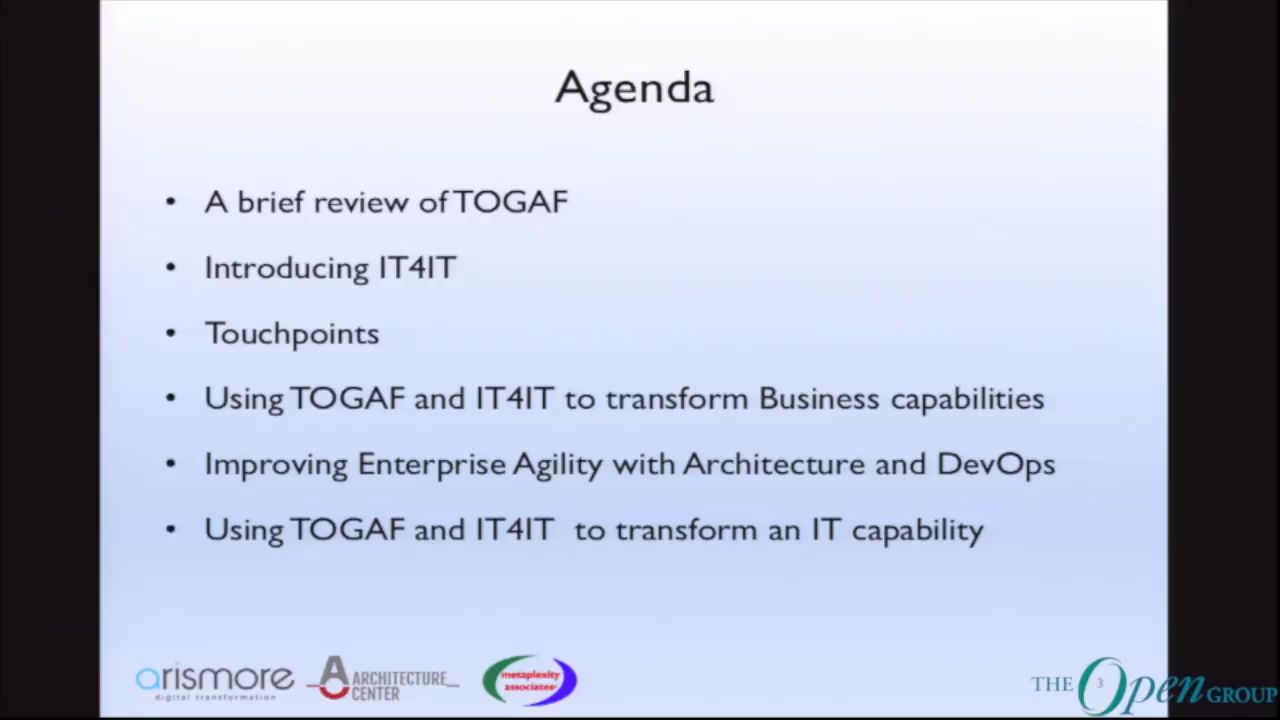 Agenda
• A brief review of TOGAF
• Introducing IT4IT
• Touchpoints
• Using TOGAF and IT4IT to transform Business capabilities
• Improving Enterprise Agility with Architecture and DevOps
• Using TOGAF and IT4IT to transform an IT capability
arismore
digital transformation
A ARCHITECTURE
CENTER
metaplexity
associates
THE Open GROUP
3